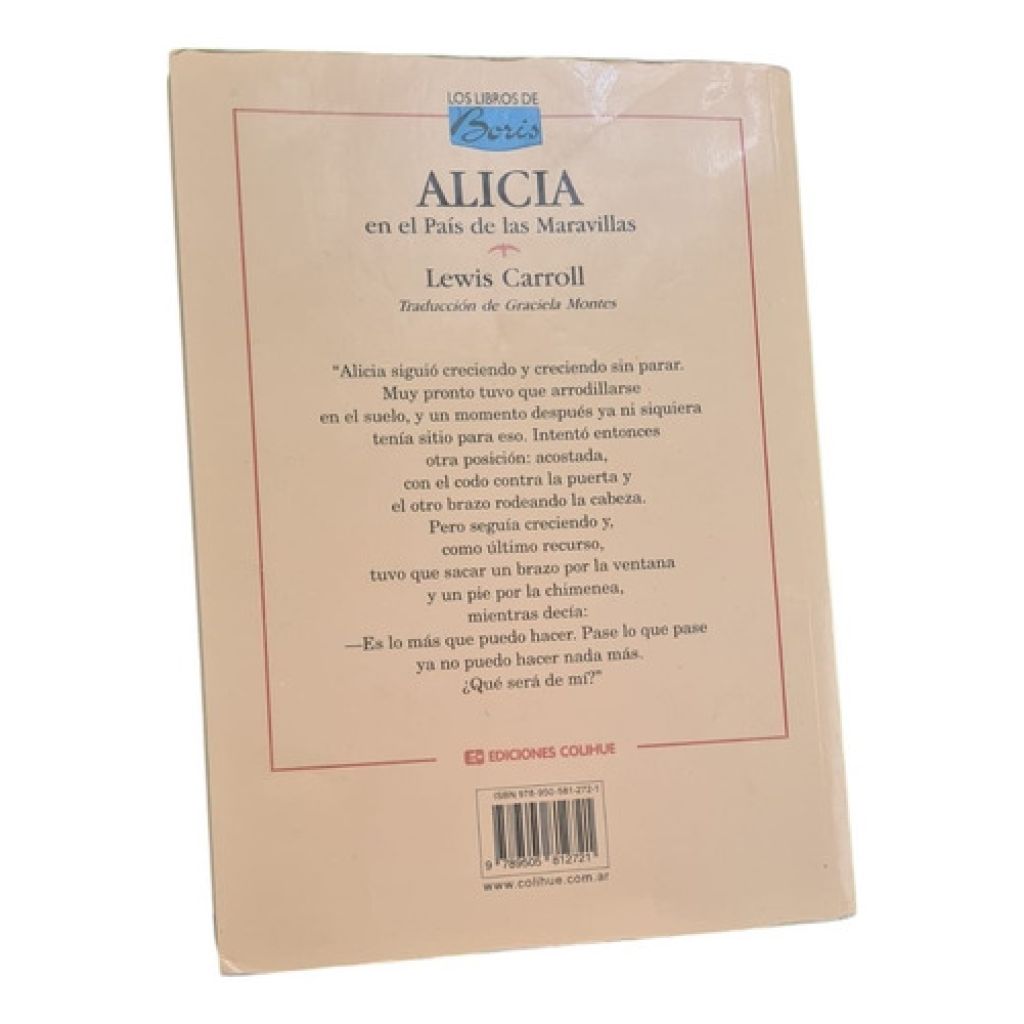 LOS LIBROS DE
Boris
ALICIA
en el País de las Maravillas
Lewis Carroll
Traducción de Graciela Montes
“Alicia siguió creciendo y creciendo sin parar.
Muy pronto tuvo que arrodillarse
en el suelo, y un momento después ya ni siquiera
tenía sitio para eso. Intentó entonces
otra posición: acostada,
con el codo contra la puerta y
el otro brazo rodeando la cabeza.
Pero seguía creciendo y,
como último recurso,
tuvo que sacar un brazo por la ventana
y un pie por la chimenea,
mientras decía:
—Es lo más que puedo hacer. Pase lo que pase
ya no puedo hacer nada más.
¿Qué será de mí?”
EDICIONES COLIHUE
ISBN 978-950-581-272-1
9 789505 812721
www.colihue.com.ar